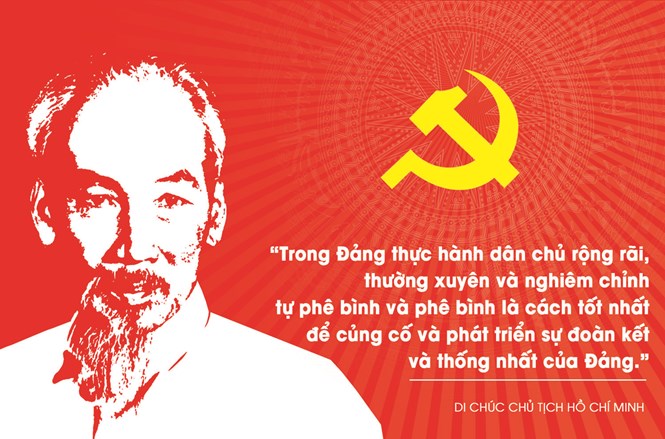 “Trong Đảng thực hành dân chủ rộng rãi,
thường xuyên và nghiêm chỉnh
tự phê bình và phê bình là cách tốt nhất
để củng cố và phát triển sự đoàn kết
và thống nhất của Đảng.”
DI CHÚC CHỦ TỊCH HỒ CHÍ MINH